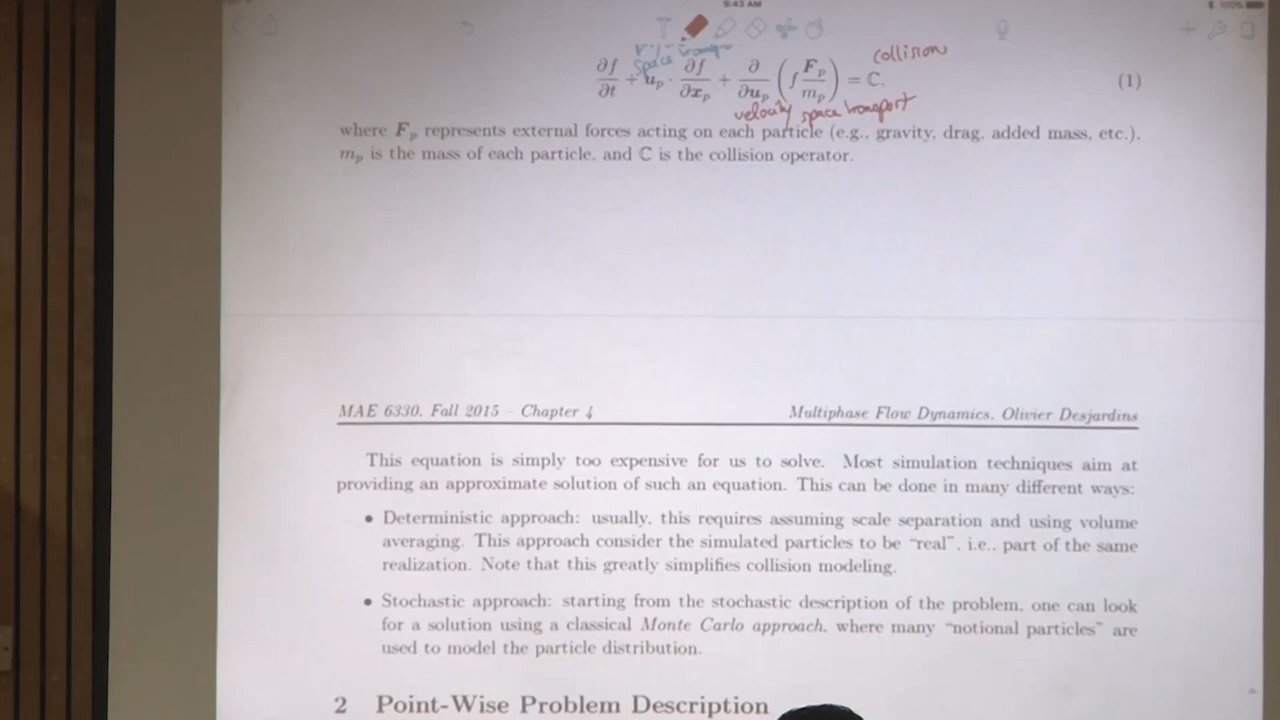 9:43 AM
100%
T
space transpo
collision
∂f/∂t + u_p · ∂f/∂x_p + ∂/∂u_p (f F_p/m_p) = ℂ. (1)
velocity space transport
where F_p represents external forces acting on each particle (e.g., gravity, drag, added mass, etc.),
m_p is the mass of each particle, and ℂ is the collision operator.
MAE 6330, Fall 2015 – Chapter 4 Multiphase Flow Dynamics, Olivier Desjardins
This equation is simply too expensive for us to solve. Most simulation techniques aim at
providing an approximate solution of such an equation. This can be done in many different ways:
• Deterministic approach: usually, this requires assuming scale separation and using volume
averaging. This approach consider the simulated particles to be "real", i.e., part of the same
realization. Note that this greatly simplifies collision modeling.
• Stochastic approach: starting from the stochastic description of the problem, one can look
for a solution using a classical Monte Carlo approach, where many "notional particles" are
used to model the particle distribution.
2 Point-Wise Problem Description